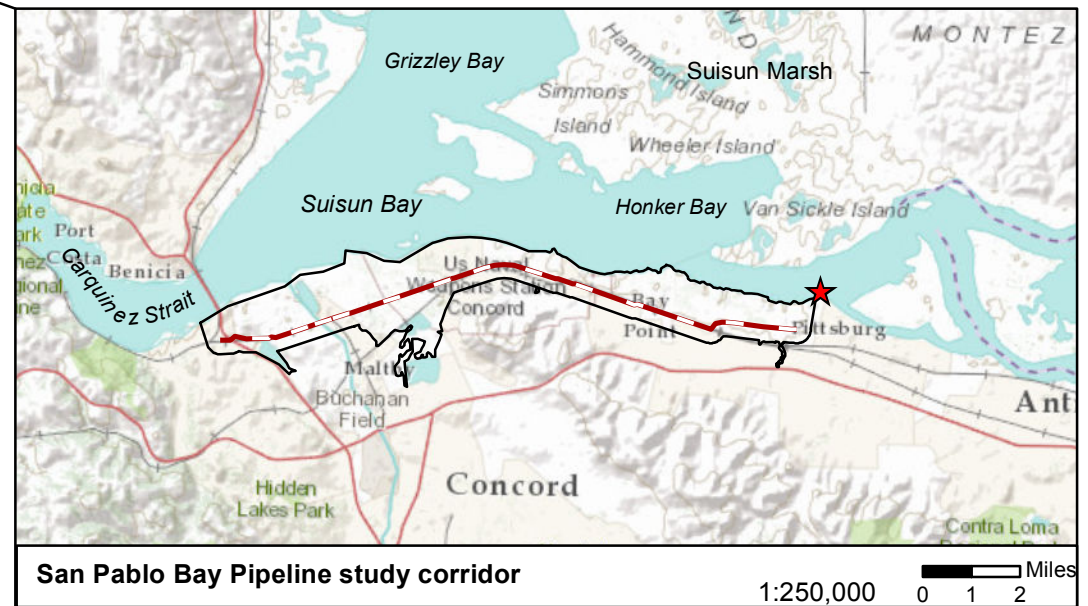 N D
MONTEZ
Grizzley Bay
Hammond Island
Suisun Marsh
Simmons
Island
Wheeler Island
Suisun Bay
Honker Bay
Van Sickle Island
Port
Costa
Benicia
Carquinez Strait
Us Naval
Weapons Station
Concord
Bay
Point
Pittsburg
Maltby
Buchanan
Field
Ant
Concord
Hidden
Lakes Park
Contra Loma
San Pablo Bay Pipeline study corridor
1:250,000
Miles
0 1 2